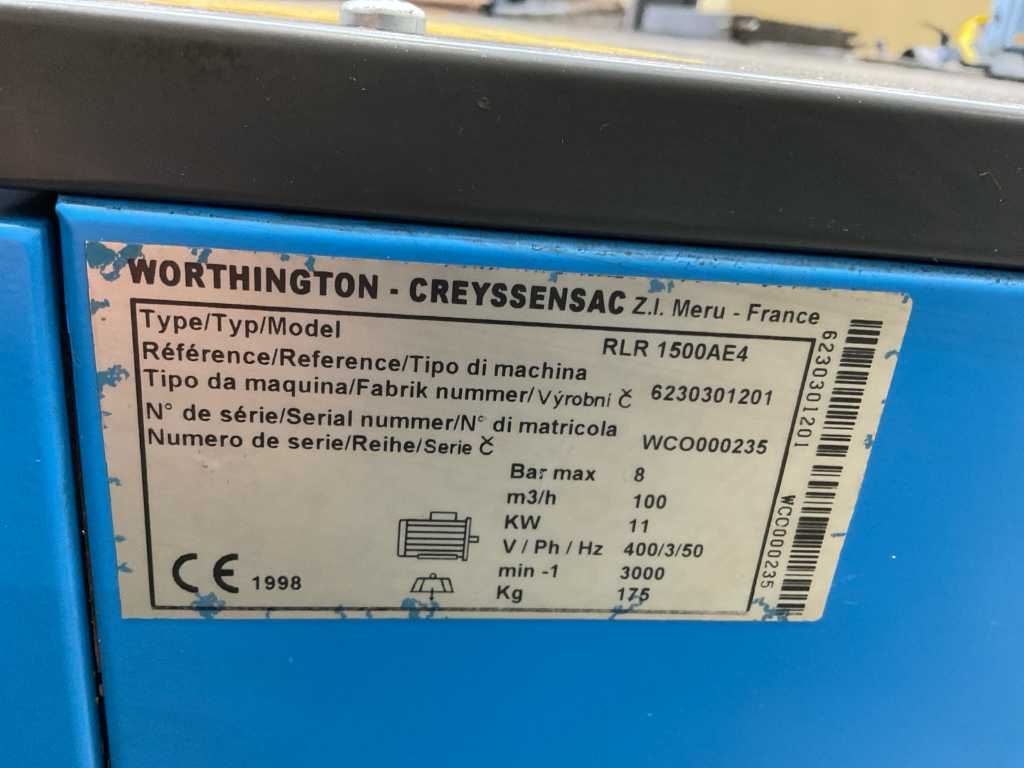 WORTHINGTON - CREYSSENSAC Z.I. Meru - France
Type/Typ/Model RLR 1500AE4
Référence/Reference/Tipo di machina
Tipo da maquina/Fabrik nummer/Výrobni Č 6230301201
N° de série/Serial nummer/N° di matricola
Numero de serie/Reihe/Serie Č WCO000235
Bar max 8
m3/h 100
KW 11
V / Ph / Hz 400/3/50
min -1 3000
Kg 175
CE 1998
6230301201
WCO000235